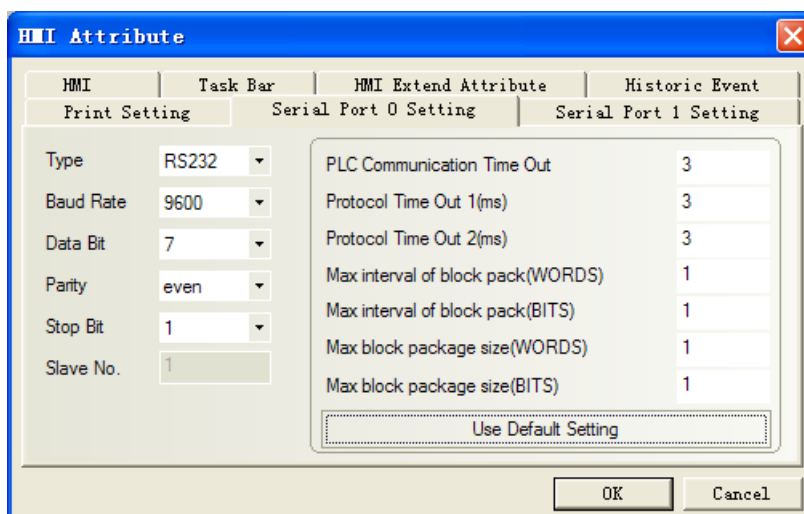 HMI Attribute
HMI Task Bar HMI Extend Attribute Historic Event
Print Setting Serial Port 0 Setting Serial Port 1 Setting
Type RS232
Baud Rate 9600
Data Bit 7
Parity even
Stop Bit 1
Slave No. 1
PLC Communication Time Out 3
Protocol Time Out 1(ms) 3
Protocol Time Out 2(ms) 3
Max interval of block pack(WORDS) 1
Max interval of block pack(BITS) 1
Max block package size(WORDS) 1
Max block package size(BITS) 1
Use Default Setting
OK Cancel